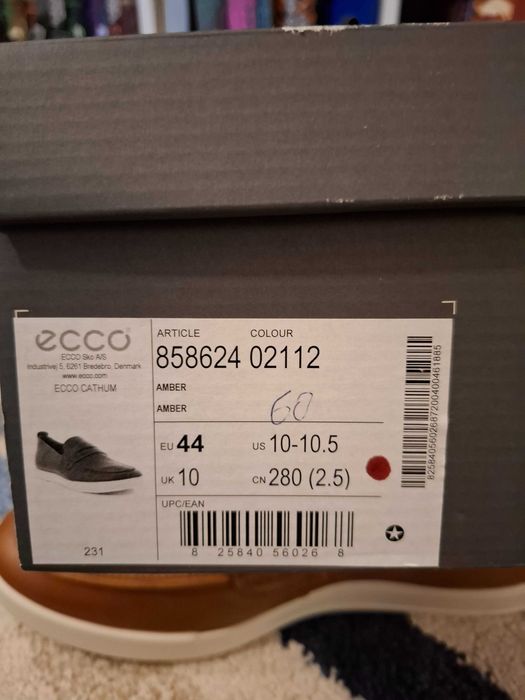 ecco
ECCO Sko A/S
Industrivej 5, 6261 Bredebro, Denmark
www.ecco.com
ECCO CATHUM
231
ARTICLE COLOUR
858624 02112
AMBER
AMBER
60
EU 44 US 10-10.5
UK 10 CN 280 (2.5)
UPC/EAN
8 25840 56026 8
8258405602687200400461885